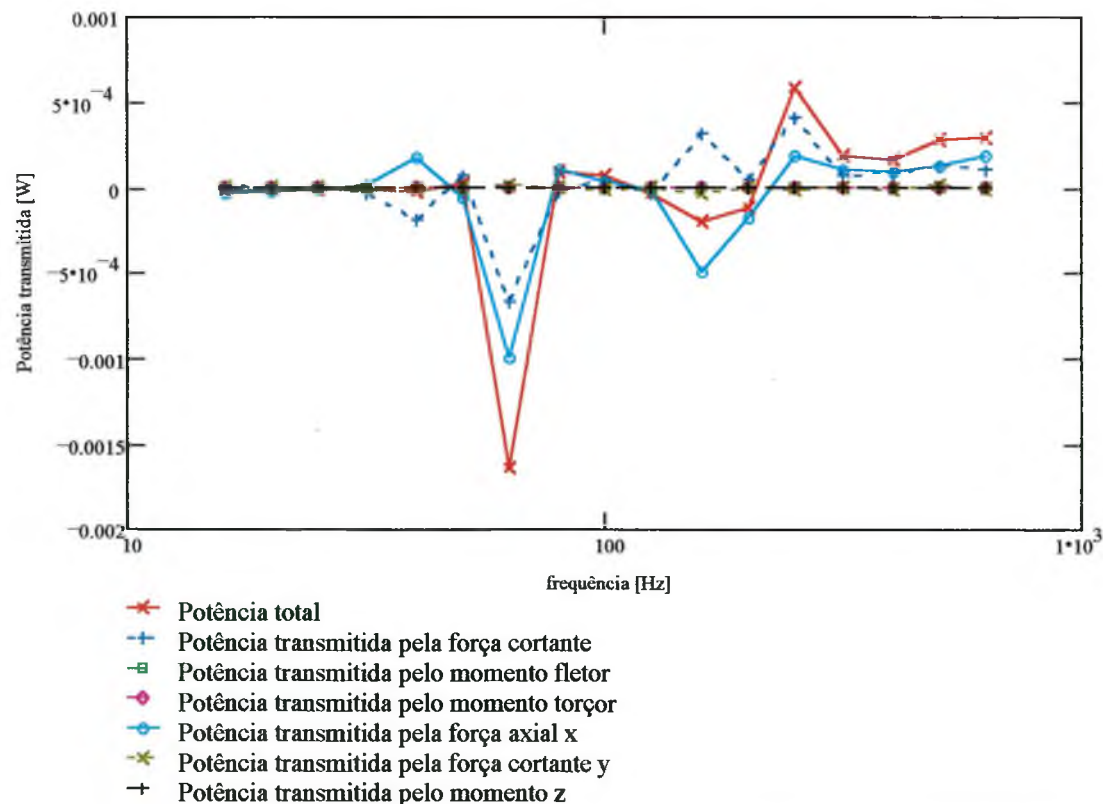 0.001
5*10⁻⁴
0
−5*10⁻⁴
−0.001
−0.0015
−0.002
Potência transmitida [W]
10
100
1*10³
frequência [Hz]
Potência total
Potência transmitida pela força cortante
Potência transmitida pelo momento fletor
Potência transmitida pelo momento torçor
Potência transmitida pela força axial x
Potência transmitida pela força cortante y
Potência transmitida pelo momento z